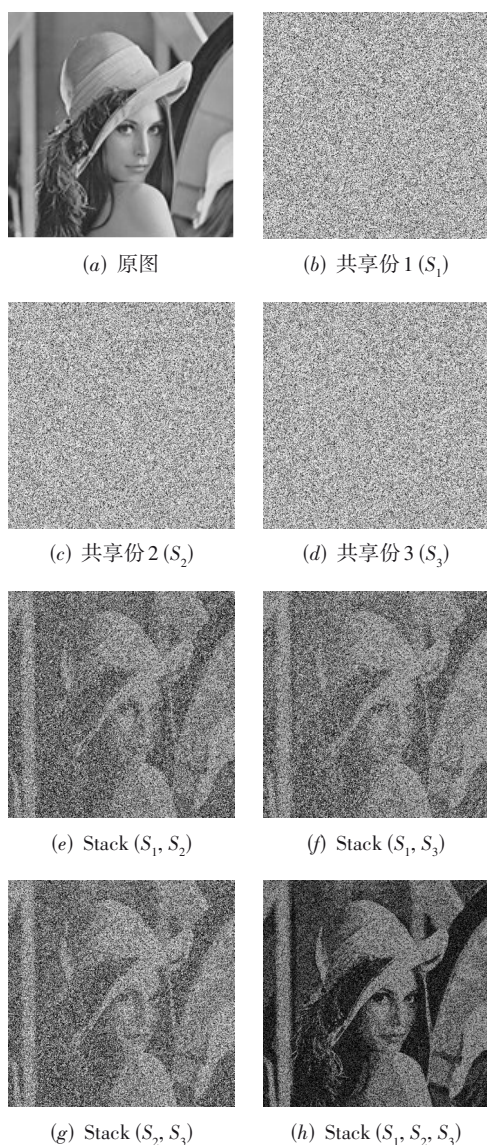 (a) 原图
(b) 共享份1(S₁)
(c) 共享份2(S₂)
(d) 共享份3(S₃)
(e) Stack(S₁, S₂)
(f) Stack(S₁, S₃)
(g) Stack(S₂, S₃)
(h) Stack(S₁, S₂, S₃)